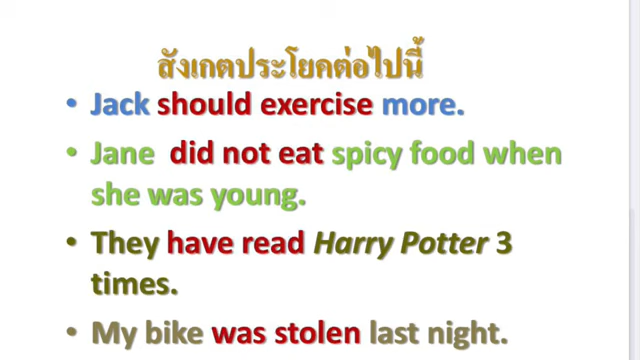 สังเกตประโยคต่อไปนี้
• Jack should exercise more.
• Jane did not eat spicy food when
she was young.
• They have read Harry Potter 3
times.
• My bike was stolen last night.